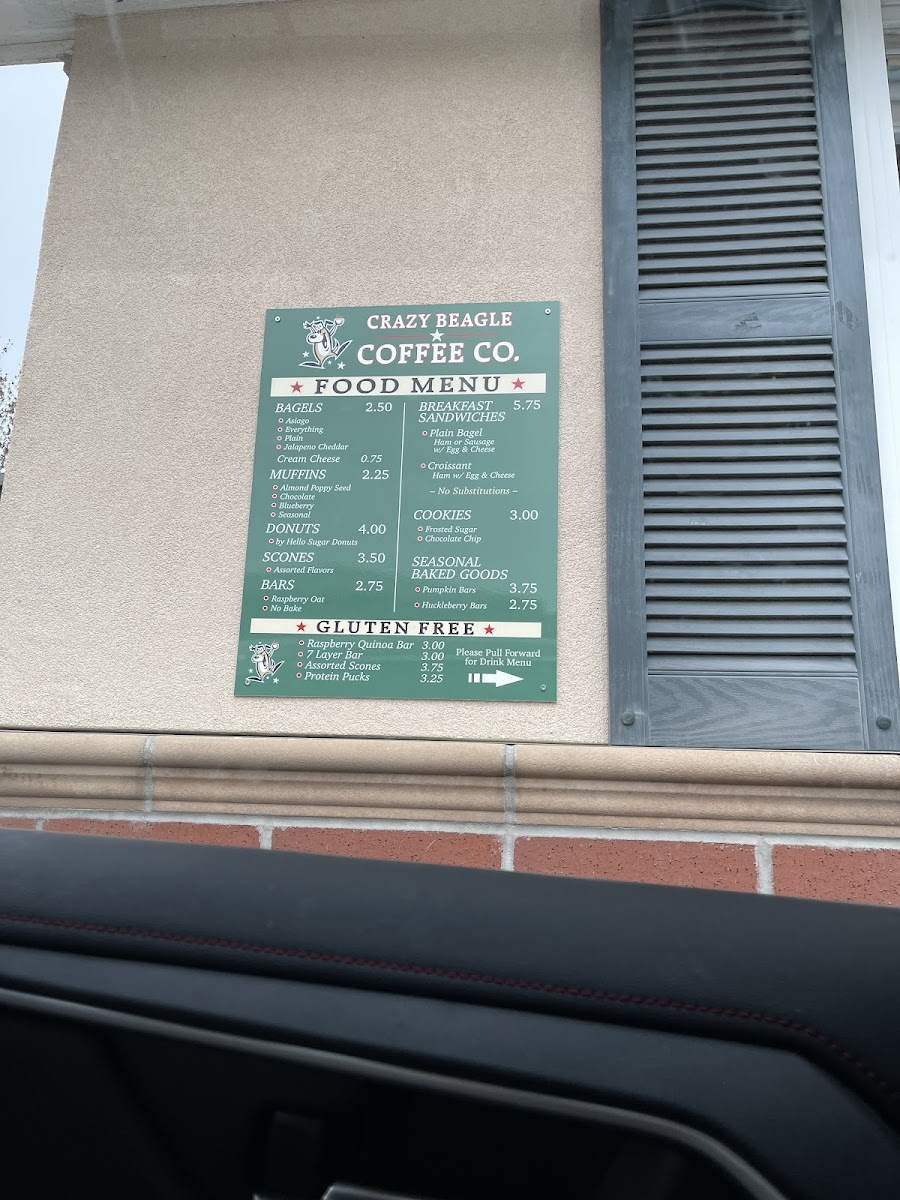 CRAZY BEAGLE
COFFEE CO.
FOOD MENU
BAGELS 2.50
Asiago
Everything
Plain
Jalapeno Cheddar
Cream Cheese 0.75
MUFFINS 2.25
Almond Poppy Seed
Chocolate
Blueberry
Seasonal
DONUTS 4.00
by Hello Sugar Donuts
SCONES 3.50
Assorted Flavors
BARS 2.75
Raspberry Oat
No Bake
BREAKFAST 5.75
SANDWICHES
Plain Bagel
Ham or Sausage
w/ Egg & Cheese
Croissant
Ham w/ Egg & Cheese
– No Substitutions –
COOKIES 3.00
Frosted Sugar
Chocolate Chip
SEASONAL
BAKED GOODS
Pumpkin Bars 3.75
Huckleberry Bars 2.75
GLUTEN FREE
Raspberry Quinoa Bar 3.00
7 Layer Bar 3.00
Assorted Scones 3.75
Protein Pucks 3.25
Please Pull Forward
for Drink Menu